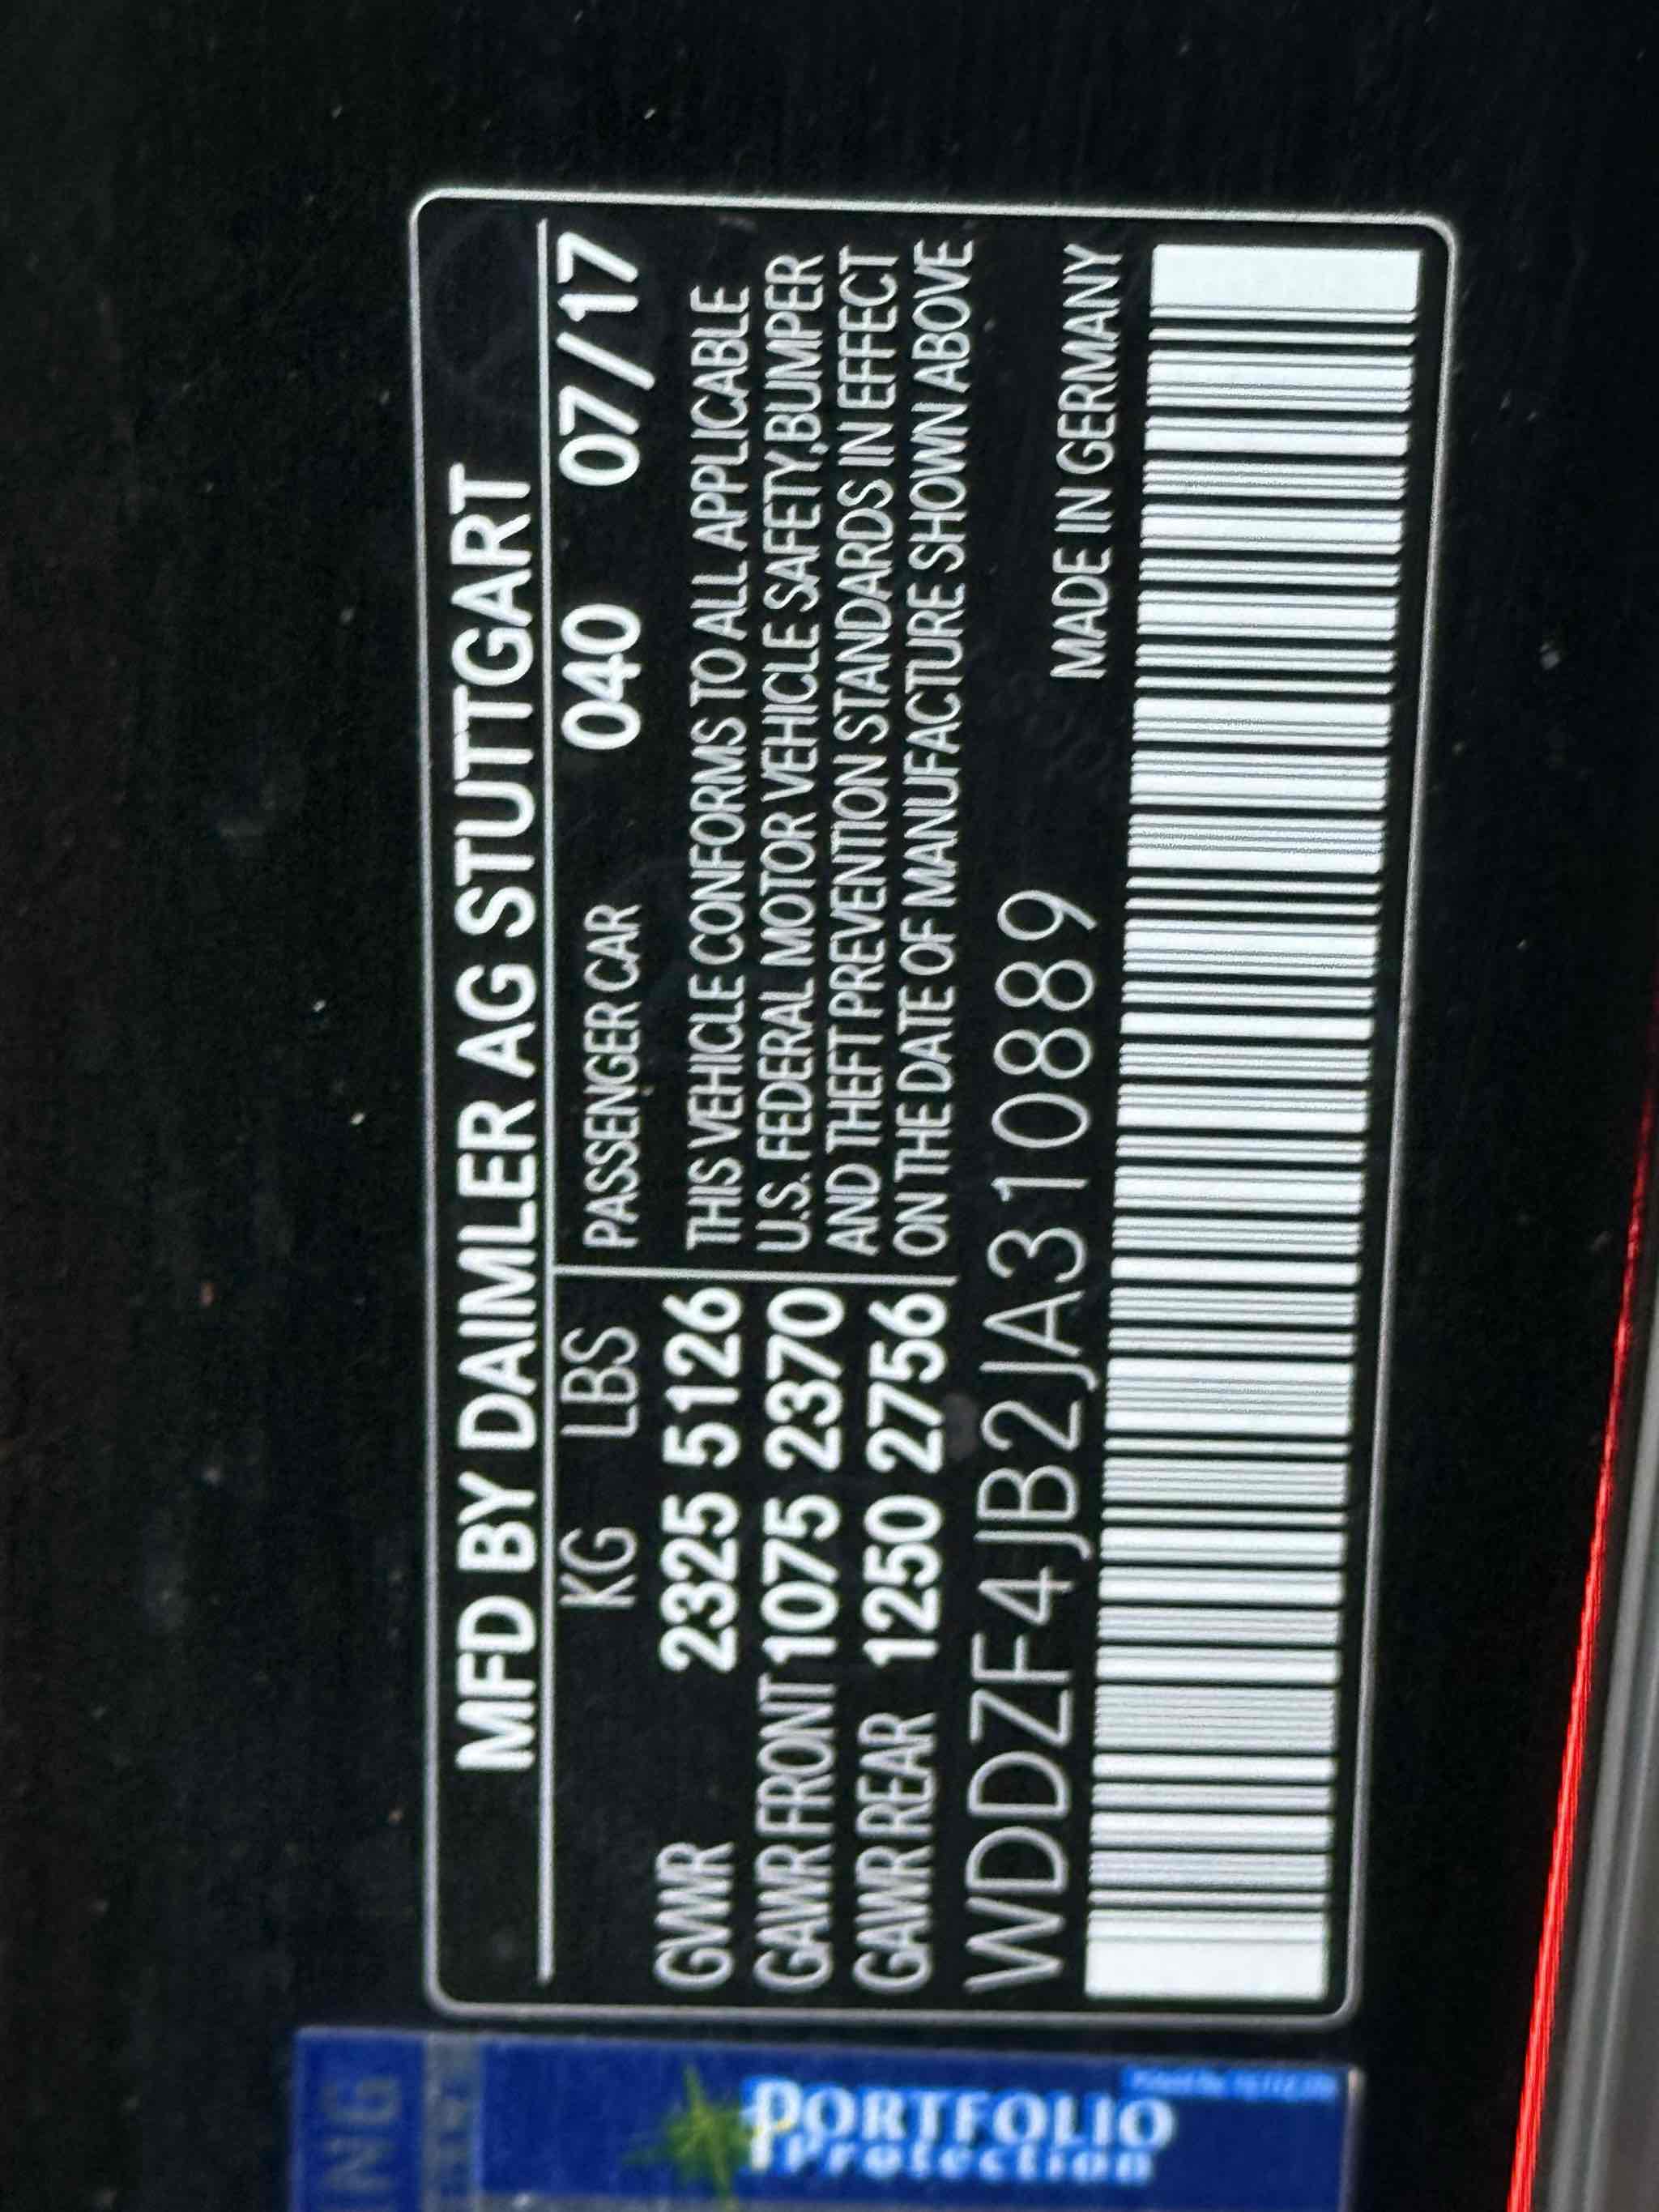 MFD BY DAIMLER AG STUTTGART
KG LBS
GVWR 2325 5126
GAWR FRONT 1075 2370
GAWR REAR 1250 2756
PASSENGER CAR 040 07/17
THIS VEHICLE CONFORMS TO ALL APPLICABLE
U.S. FEDERAL MOTOR VEHICLE SAFETY,BUMPER
AND THEFT PREVENTION STANDARDS IN EFFECT
ON THE DATE OF MANUFACTURE SHOWN ABOVE
WDDZF4JB2JA310889
MADE IN GERMANY
PORTFOLIO
Protection